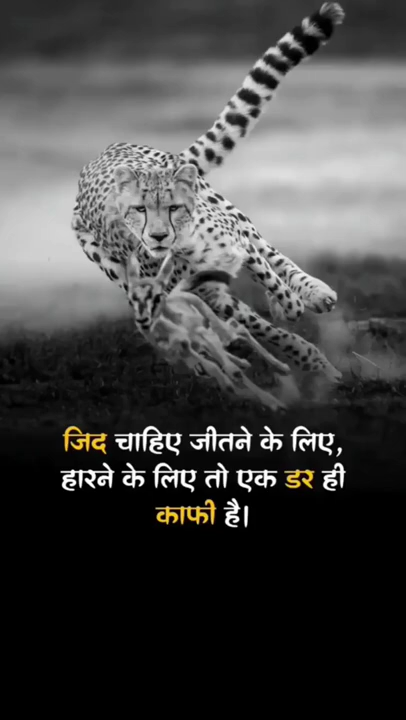 जिद चाहिए जीतने के लिए,
हारने के लिए तो एक डर ही
काफी है।